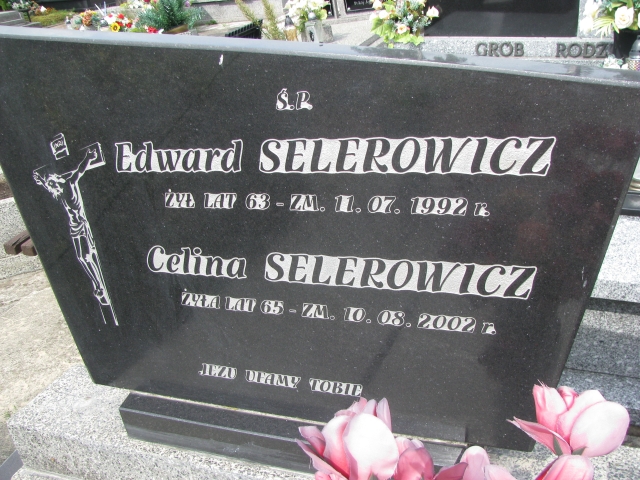 GRÓB RODZ
Ś.P.
Edward SELEROWICZ
ŻYŁ LAT 63 - ZM. 11. 07. 1992 r.
Celina SELEROWICZ
ŻYŁA LAT 65 - ZM. 10. 08. 2002 r.
JEZU UFAMY TOBIE